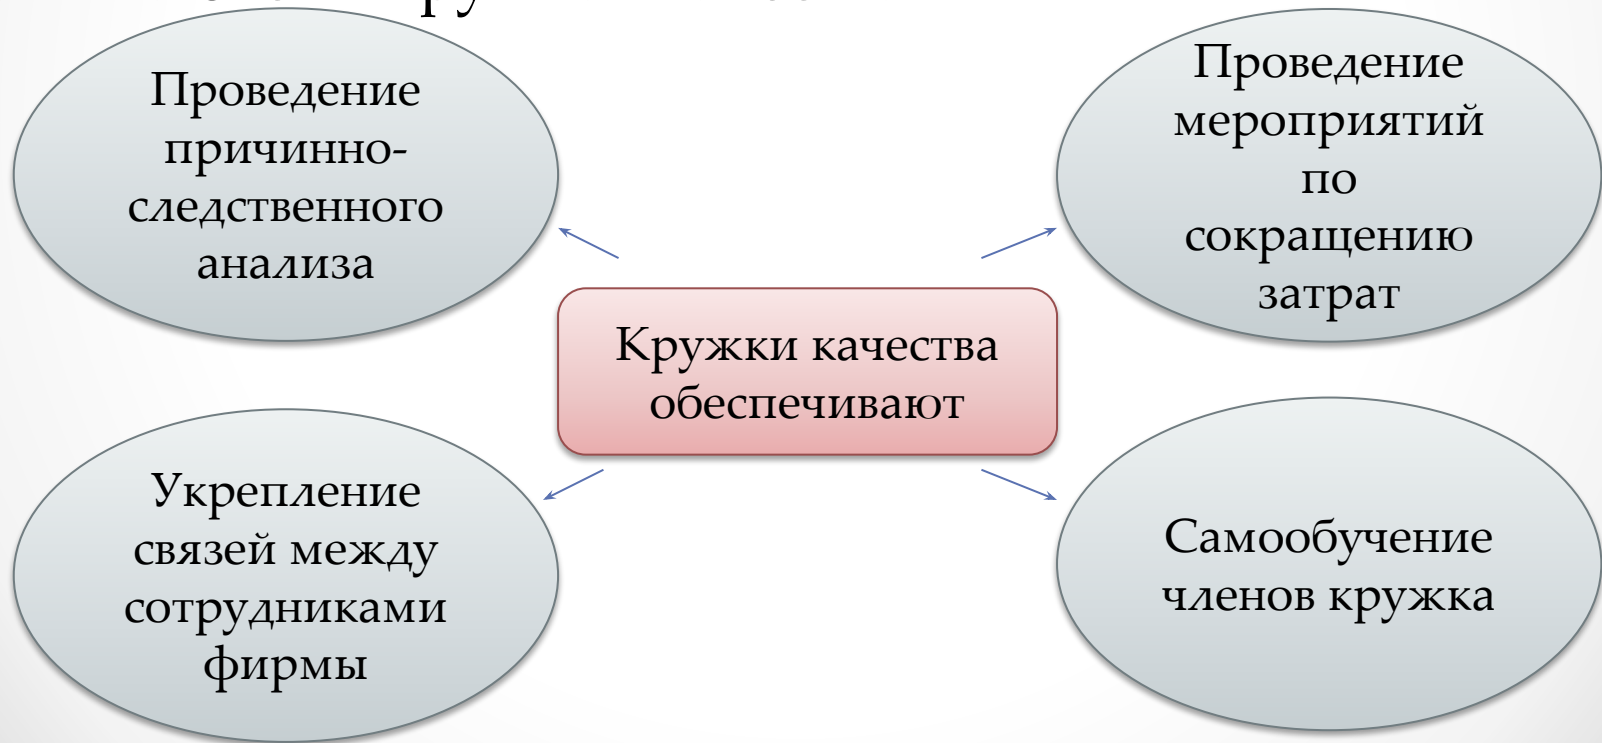 Проведение
причинно-
следственного
анализа
Проведение
мероприятий
по
сокращению
затрат
Кружки качества
обеспечивают
Укрепление
связей между
сотрудниками
фирмы
Самообучение
членов кружка